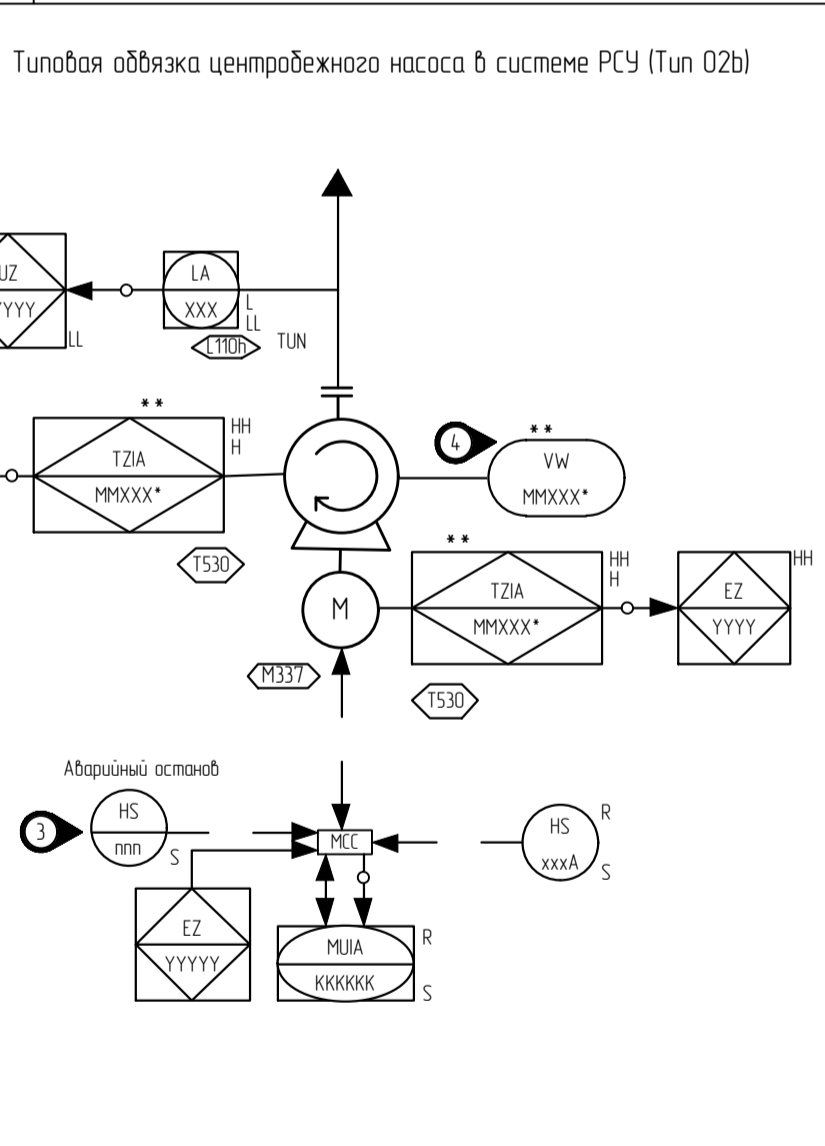 Типовая обвязка центробежного насоса в системе РСУ (Тип 02b)
UZ
YYYY
LL
LA
XXX
L
LL
L110h
TUN
**
TZIA
MMXXX*
HH
H
T530
4
**
VW
MMXXX*
**
TZIA
MMXXX*
HH
H
T530
EZ
YYYY
HH
M
M337
Аварийный останов
3
HS
ппп
S
MCC
HS
xxxA
R
S
EZ
YYYYY
MUIA
KKKKKK
R
S